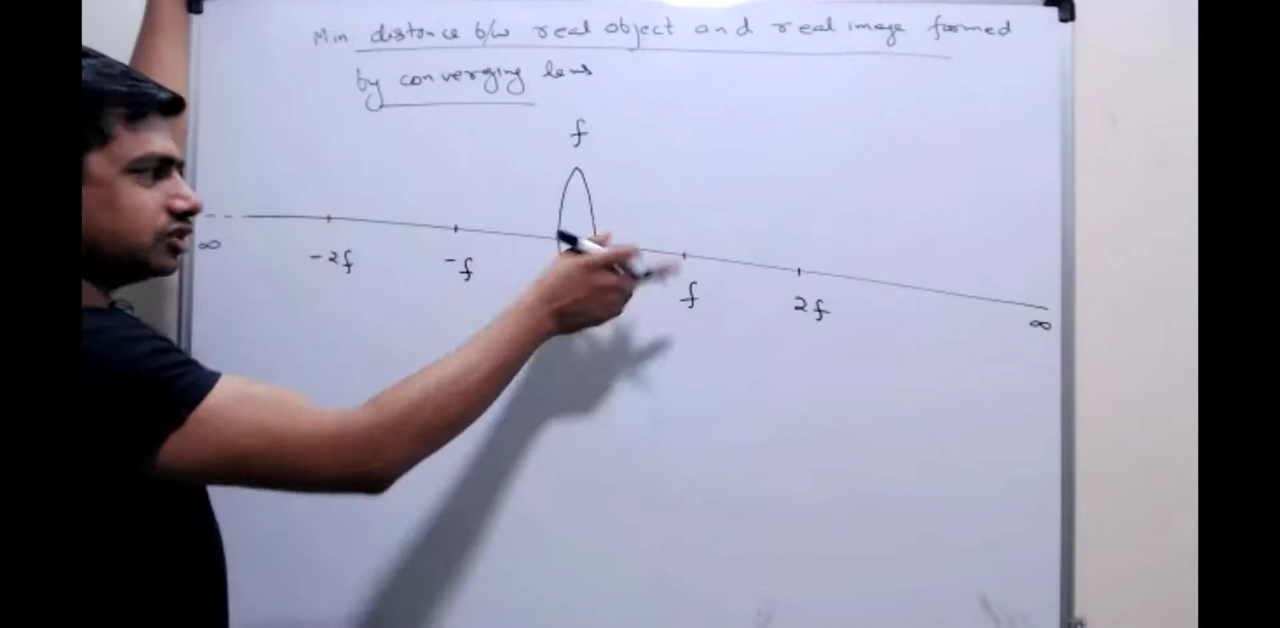 Min distance b/w real object and real image formed
by converging lens
f
∞ -2f -f f 2f ∞